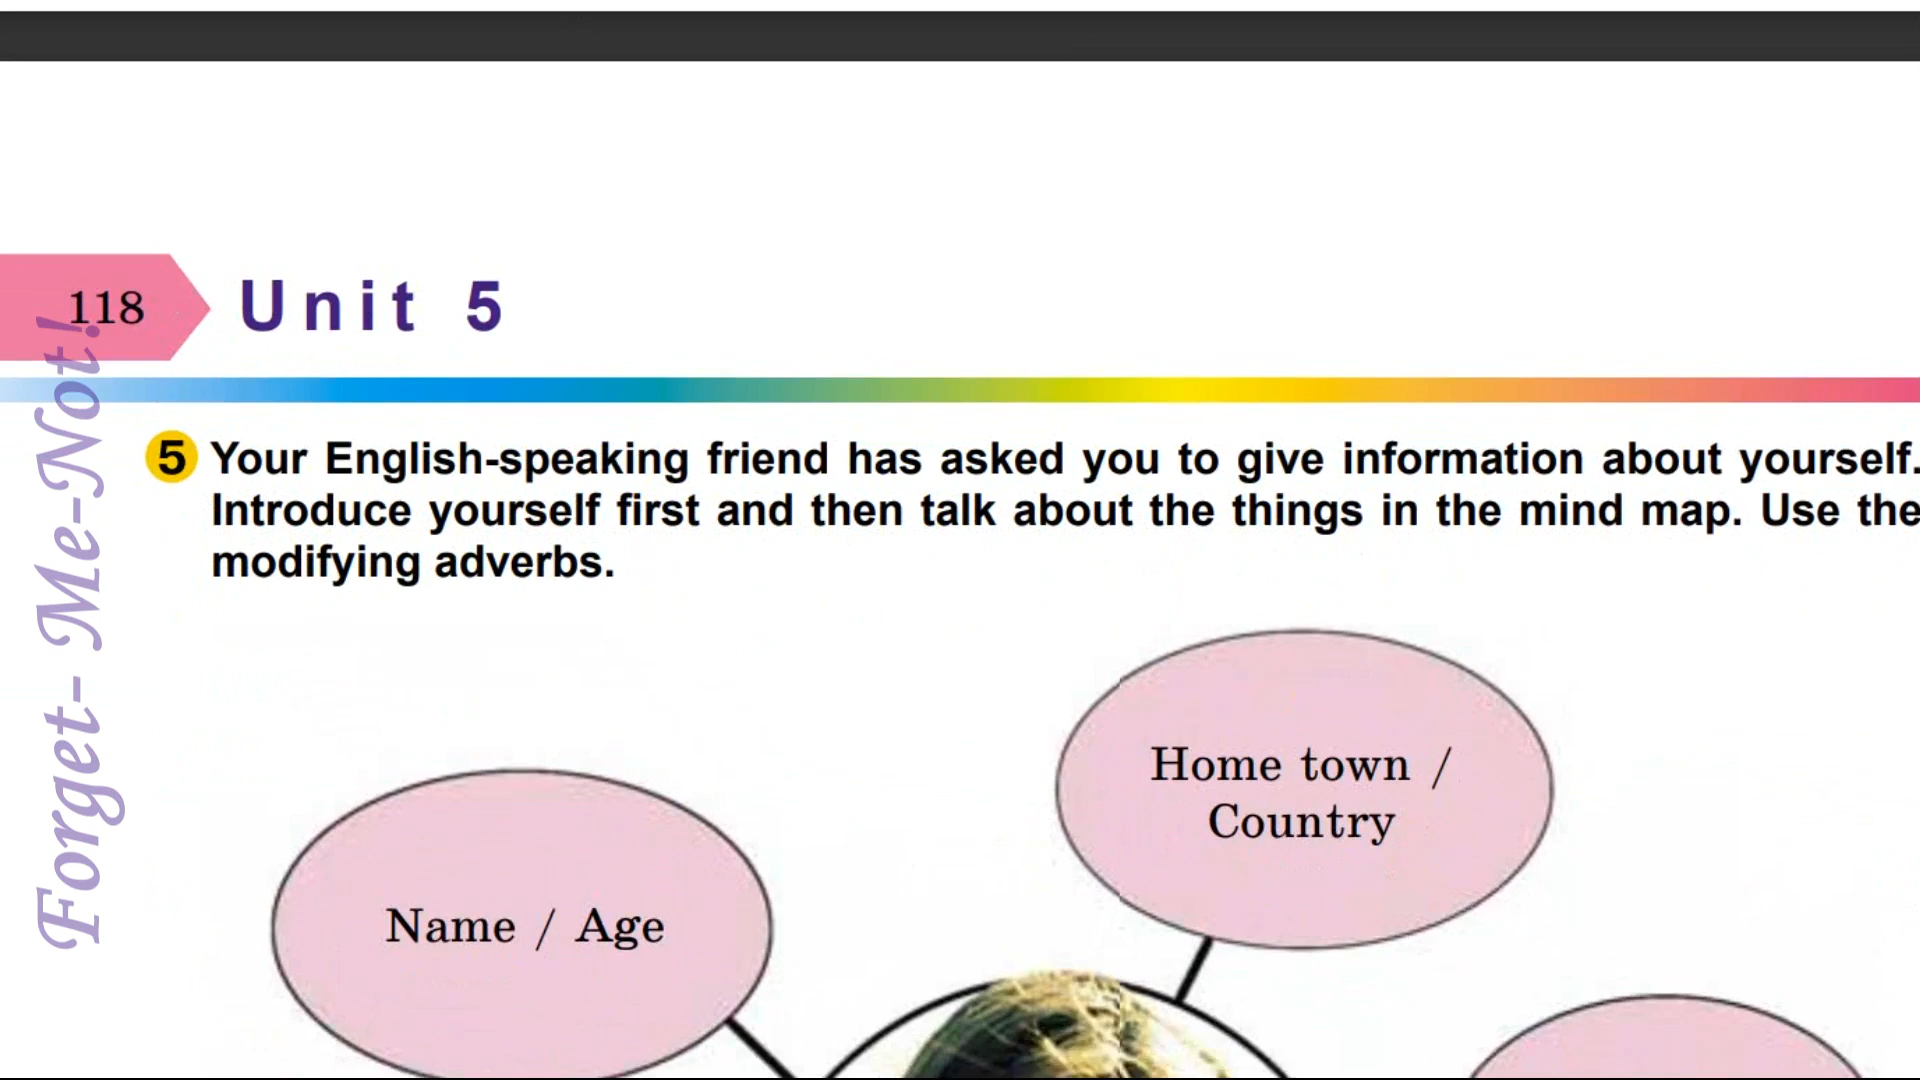 118
Unit 5
5 Your English-speaking friend has asked you to give information about yourself.
Introduce yourself first and then talk about the things in the mind map. Use the
modifying adverbs.
Home town /
Country
Name / Age
Forget- Me-Not!